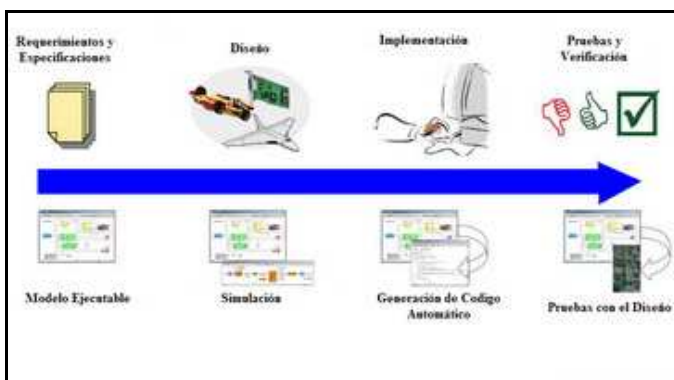 Requerimientos y
Especificaciones
Diseño
Implementación
Pruebas y
Verificación
Modelo Ejecutable
Simulación
Generación de Codigo
Automático
Pruebas con el Diseño